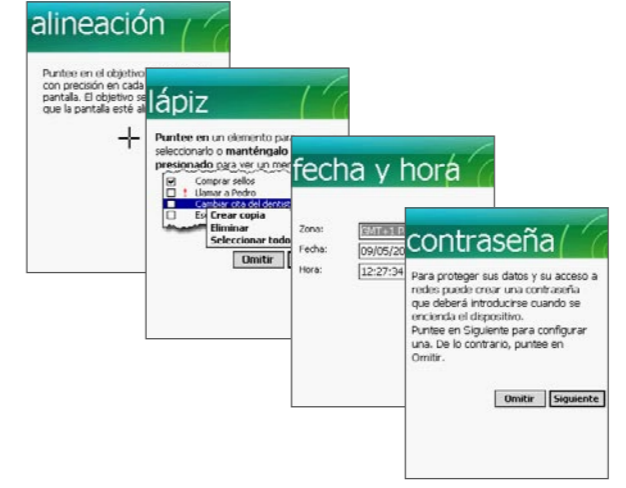 alineación
Puntee en el objetivo
con precisión en cada
pantalla. El objetivo se
que la pantalla esté al
lápiz
Puntee en un elemento para
seleccionarlo o manténgalo
presionado para ver un men
Comprar sellos
! Llamar a Pedro
Cambiar cita del dentist
Es
Crear copia
Eliminar
Seleccionar todo
Omitir
fecha y hora
Zona: GMT+1 P
Fecha: 09/05/20
Hora: 12:27:34
contraseña
Para proteger sus datos y su acceso a
redes puede crear una contraseña
que deberá introducirse cuando se
encienda el dispositivo.
Puntee en Siguiente para configurar
una. De lo contrario, puntee en
Omitir.
Omitir Siguiente